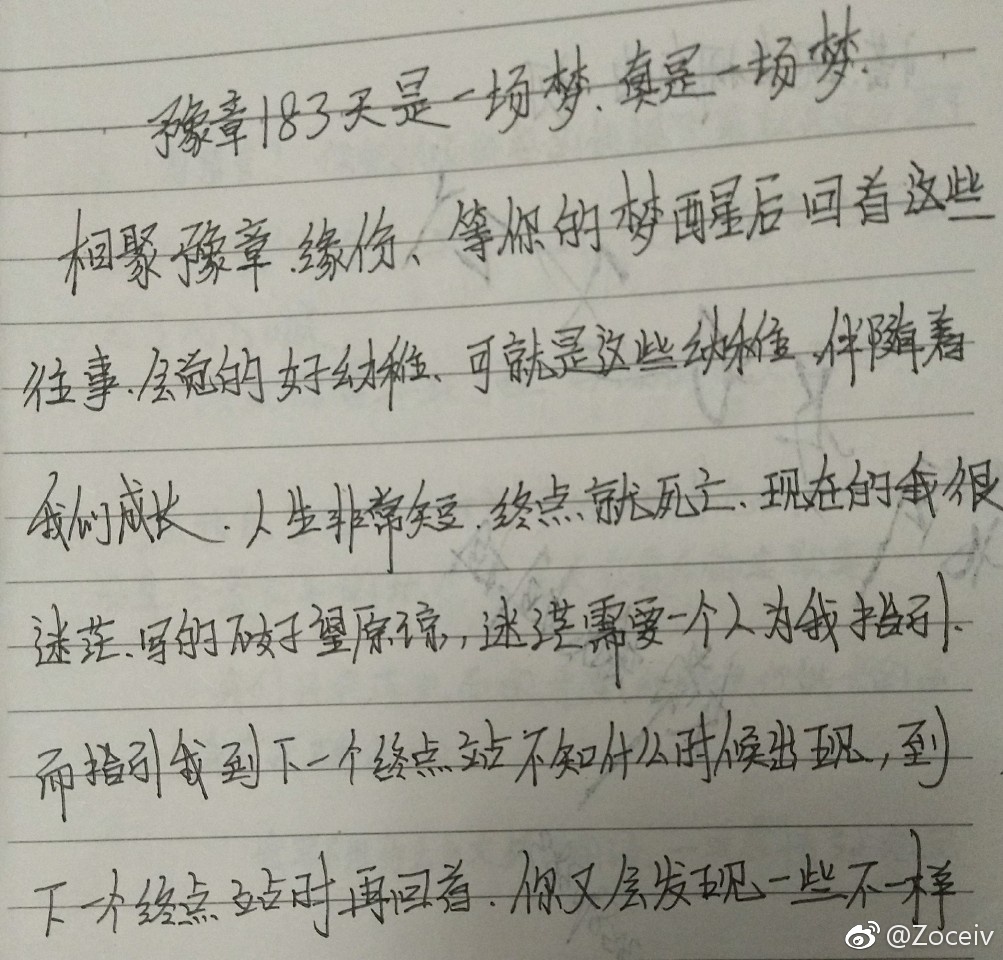 豫章183天是一场梦.真是一场梦.
相聚豫章.缘份、等你的梦醒后回首这些
往事.会觉的好幼稚、可就是这些幼稚.伴随着
我们成长.人生非常短.终点就死亡、现在的我很
迷茫、写的不好望原谅,迷茫需要一个人为我指引.
而指引我到下一个终点站不知什么时候出现,到
下一个终点站时再回首.你又会发现一些不一样
@Zoceiv